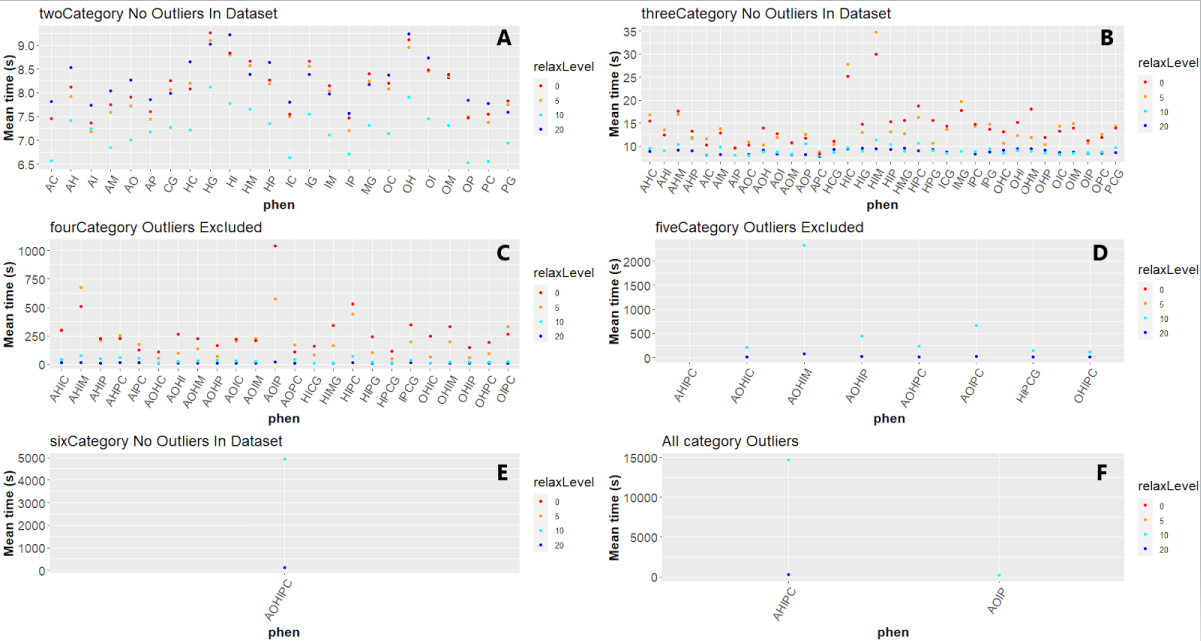 twoCategory No Outliers In Dataset
A
Mean time (s)
9.0
8.5
8.0
7.5
7.0
6.5
AC AH AI AM AO AP CG HC HG HI HM HP IC IG IM IP MG OC OH OI OM OP PC PG
phen
relaxLevel
0
5
10
20
threeCategory No Outliers In Dataset
B
Mean time (s)
35
30
25
20
15
10
AHC AHI AHM AHP AIC AIM AIP AOC AOH AOI AOM AOP APC HCG HIC HIG HIM HIP HMG HPC HPG ICG IMG IPC IPG OHC OHI OHM OHP OIC OIM OIP OPC PCG
phen
relaxLevel
0
5
10
20
fourCategory Outliers Excluded
C
Mean time (s)
1000
750
500
250
0
AHIC AHIM AHIP AHPC AIPC AOHC AOHI AOHM AOHP AOIC AOIM AOIP AOPC HICG HIMG HIPC HIPG HPCG IPCG OHIC OHIM OHIP OHPC OIPC
phen
relaxLevel
0
5
10
20
fiveCategory Outliers Excluded
D
Mean time (s)
2000
1500
1000
500
0
AHIPC AOHIC AOHIM AOHIP AOHPC AOIPC HIPCG OHIPC
phen
relaxLevel
0
5
10
20
sixCategory No Outliers In Dataset
E
Mean time (s)
5000
4000
3000
2000
1000
0
AOHIPC
phen
relaxLevel
0
5
10
20
All category Outliers
F
Mean time (s)
15000
10000
5000
0
AHIPC AOIP
phen
relaxLevel
0
5
10
20